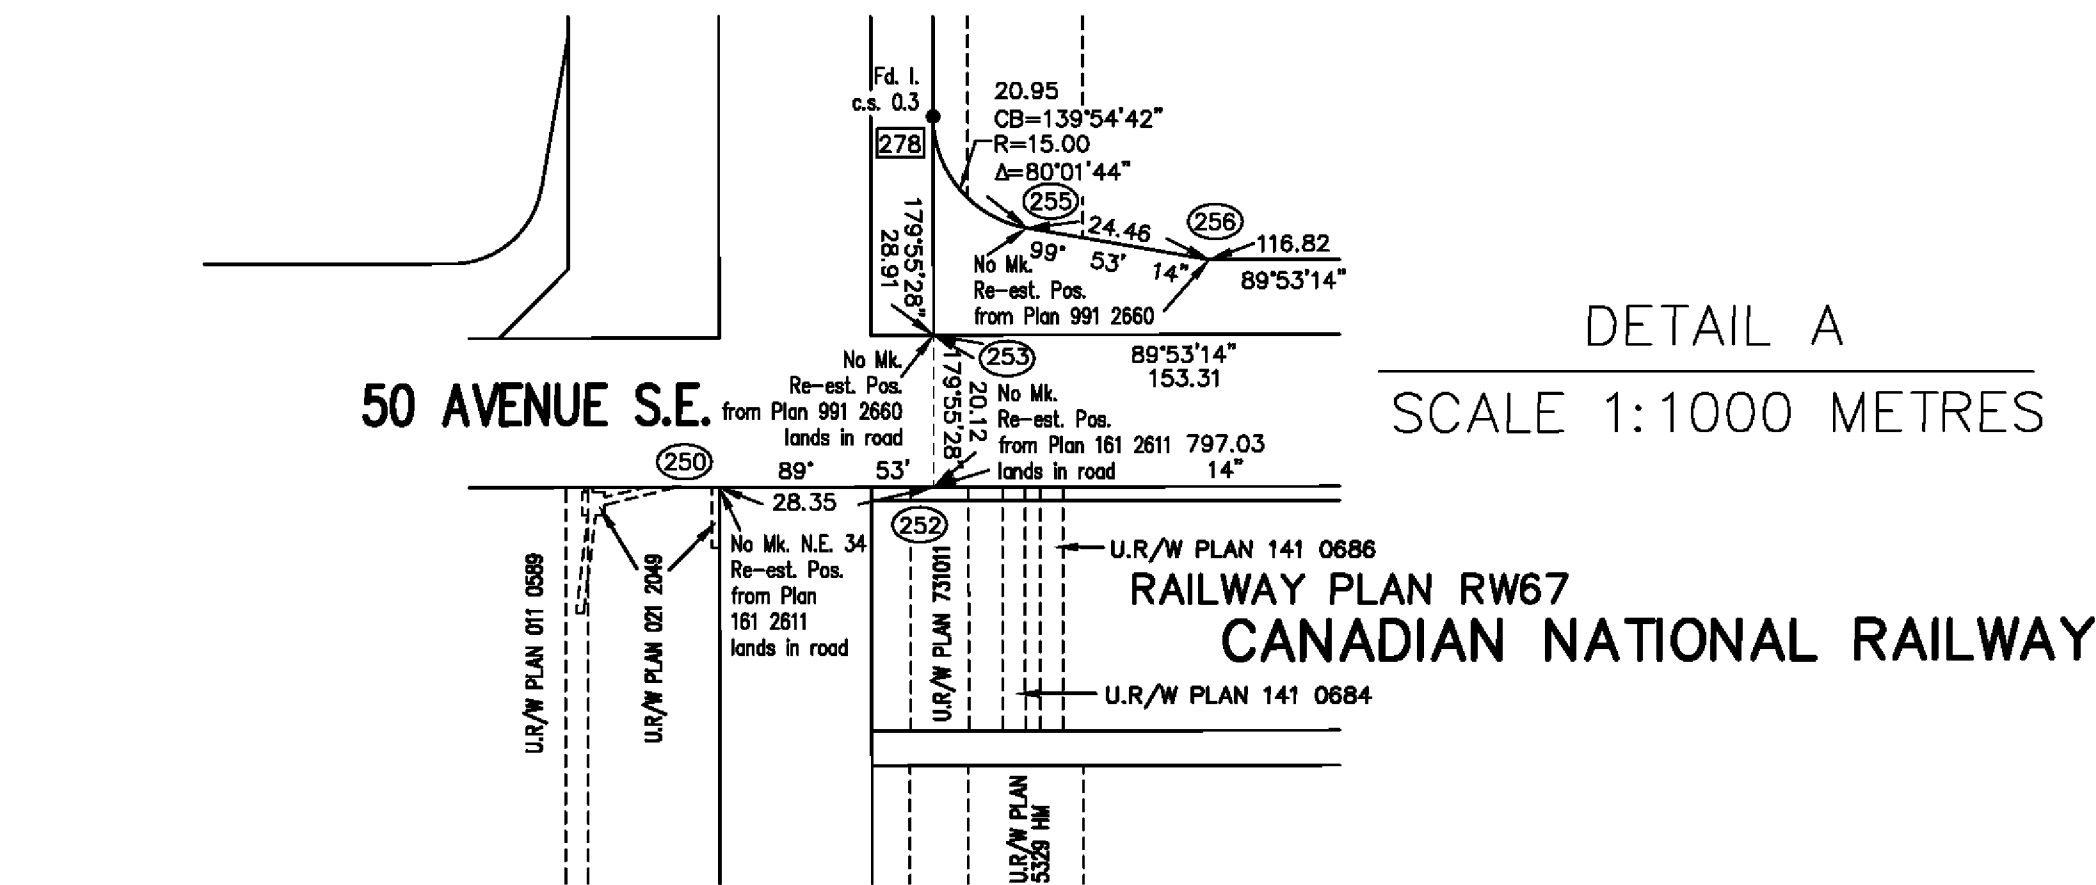 Fd. I.
c.s. 0.3
278
20.95
CB=139°54'42"
R=15.00
Δ=80°01'44"
255
256
24.46
99° 53' 14"
116.82
89°53'14"
179°55'28"
28.91
No Mk.
Re-est. Pos.
from Plan 991 2660
DETAIL A
SCALE 1:1000 METRES
253
89°53'14"
153.31
No Mk.
Re-est. Pos.
from Plan 991 2660
lands in road
50 AVENUE S.E.
179°55'28"
20.12
No Mk.
Re-est. Pos.
from Plan 161 2611
lands in road
797.03
250
89° 53' 14"
28.35
252
No Mk. N.E. 34
Re-est. Pos.
from Plan
161 2611
lands in road
U.R/W PLAN 011 0589
U.R/W PLAN 021 2049
U.R/W PLAN 731011
U.R/W PLAN 141 0686
RAILWAY PLAN RW67
CANADIAN NATIONAL RAILWAY
U.R/W PLAN 141 0684
U.R/W PLAN
5329 HM